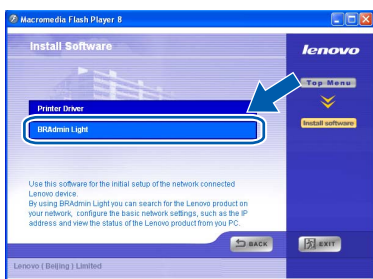 Macromedia Flash Player 8
Install Software
lenovo
Top Menu
Printer Driver
BRAdmin Light
Install software
Use this software for the initial setup of the network connected
Lenovo device.
By using BRAdmin Light you can search for the Lenovo product on
your network, configure the basic network settings, such as the IP
address and view the status of the Lenovo product from you PC.
BACK
EXIT
Lenovo ( Beijing ) Limited